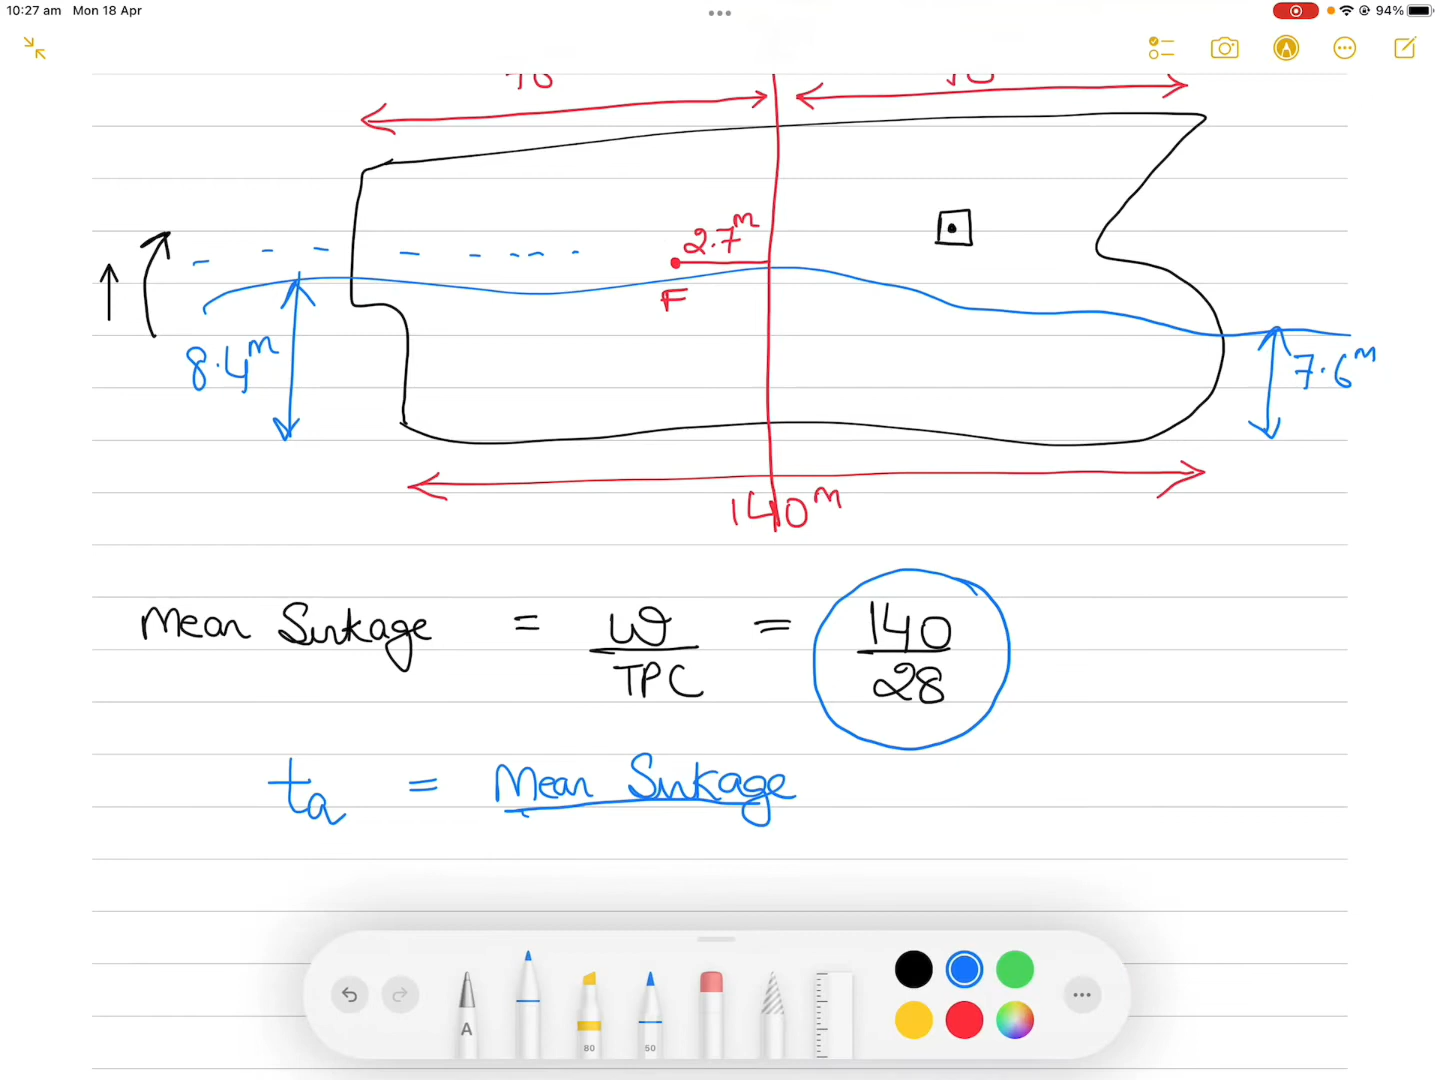 10:27 am Mon 18 Apr
94%
2.7m
F
8.4m
7.6m
140m
Mean Sinkage = w = 140
TPC 28
ta = Mean Sinkage
A
80
50